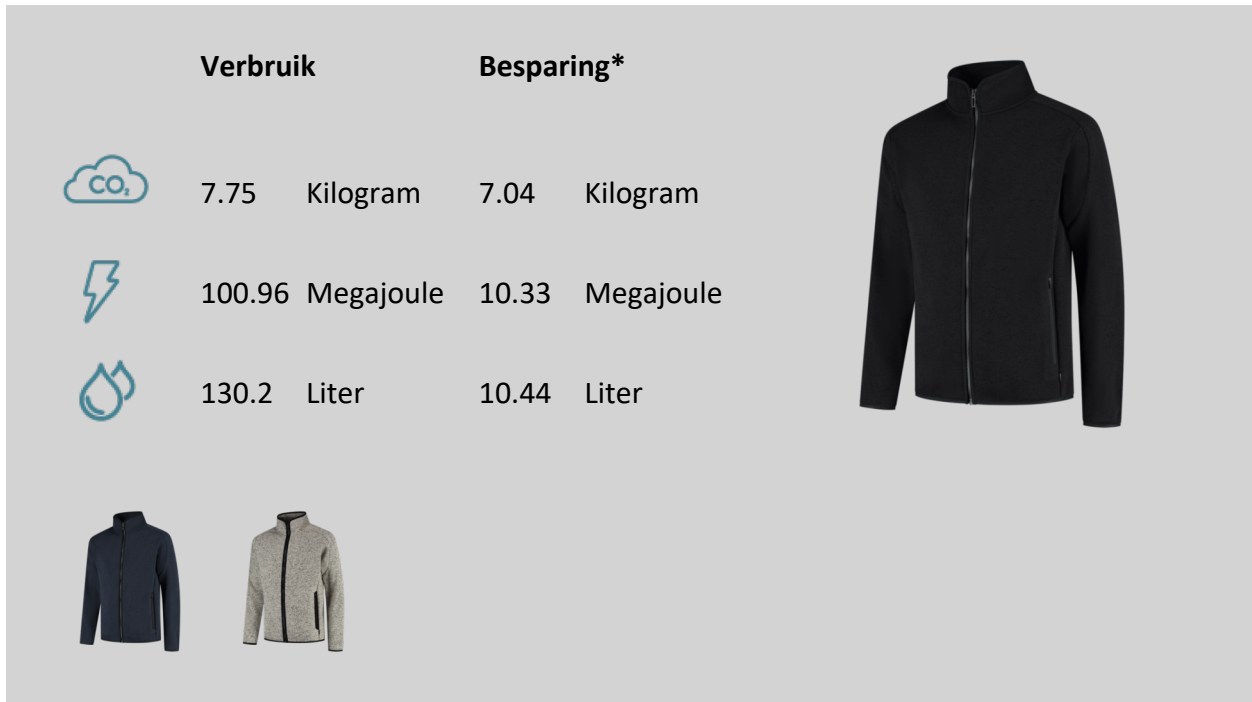 Verbruik Besparing*
CO₂ 7.75 Kilogram 7.04 Kilogram
100.96 Megajoule 10.33 Megajoule
130.2 Liter 10.44 Liter